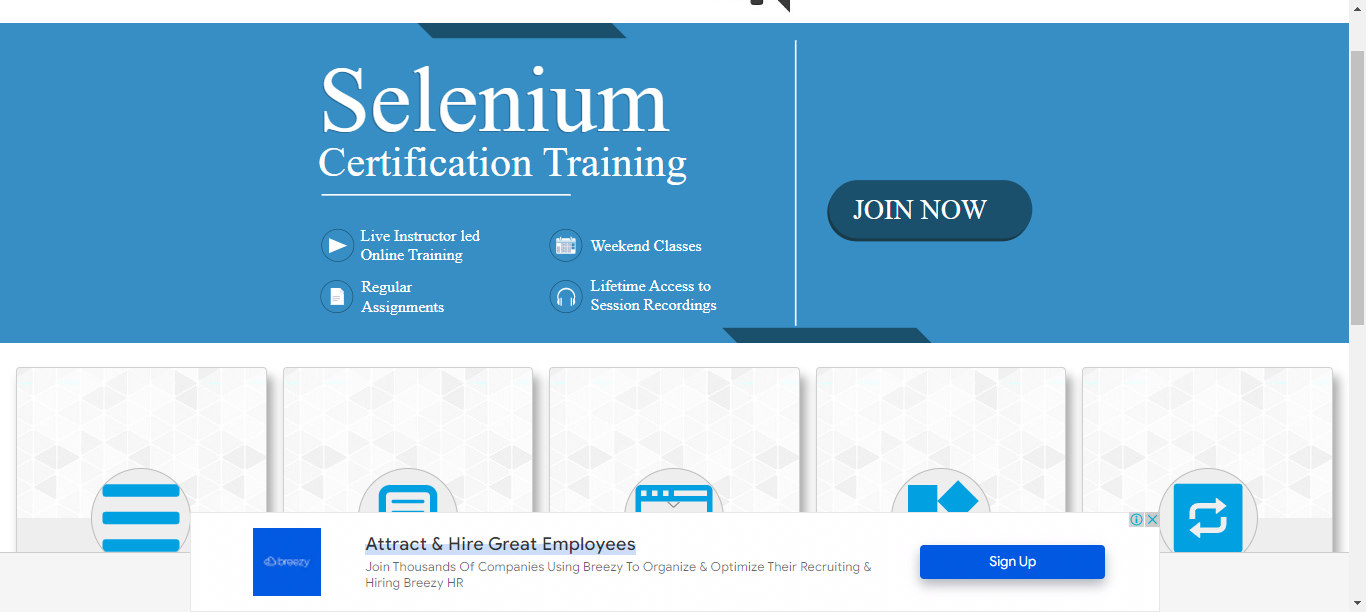 Selenium
Certification Training
Live Instructor led
Online Training
Weekend Classes
Regular
Assignments
Lifetime Access to
Session Recordings
JOIN NOW
breezy
Attract & Hire Great Employees
Join Thousands Of Companies Using Breezy To Organize & Optimize Their Recruiting &
Hiring Breezy HR
Sign Up